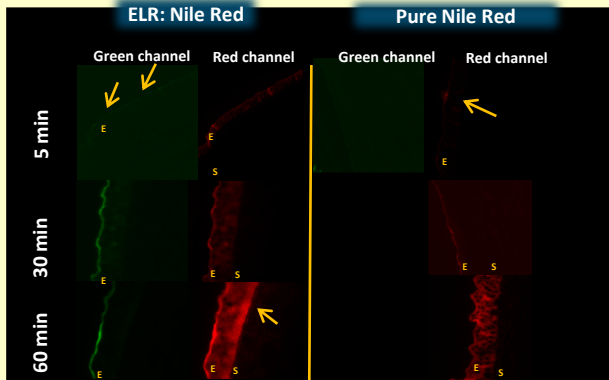 ELR: Nile Red
Pure Nile Red
Green channel
Red channel
Green channel
Red channel
5 min
E
E
S
E
30 min
E
E
S
E
S
60 min
E
E
S
E
S